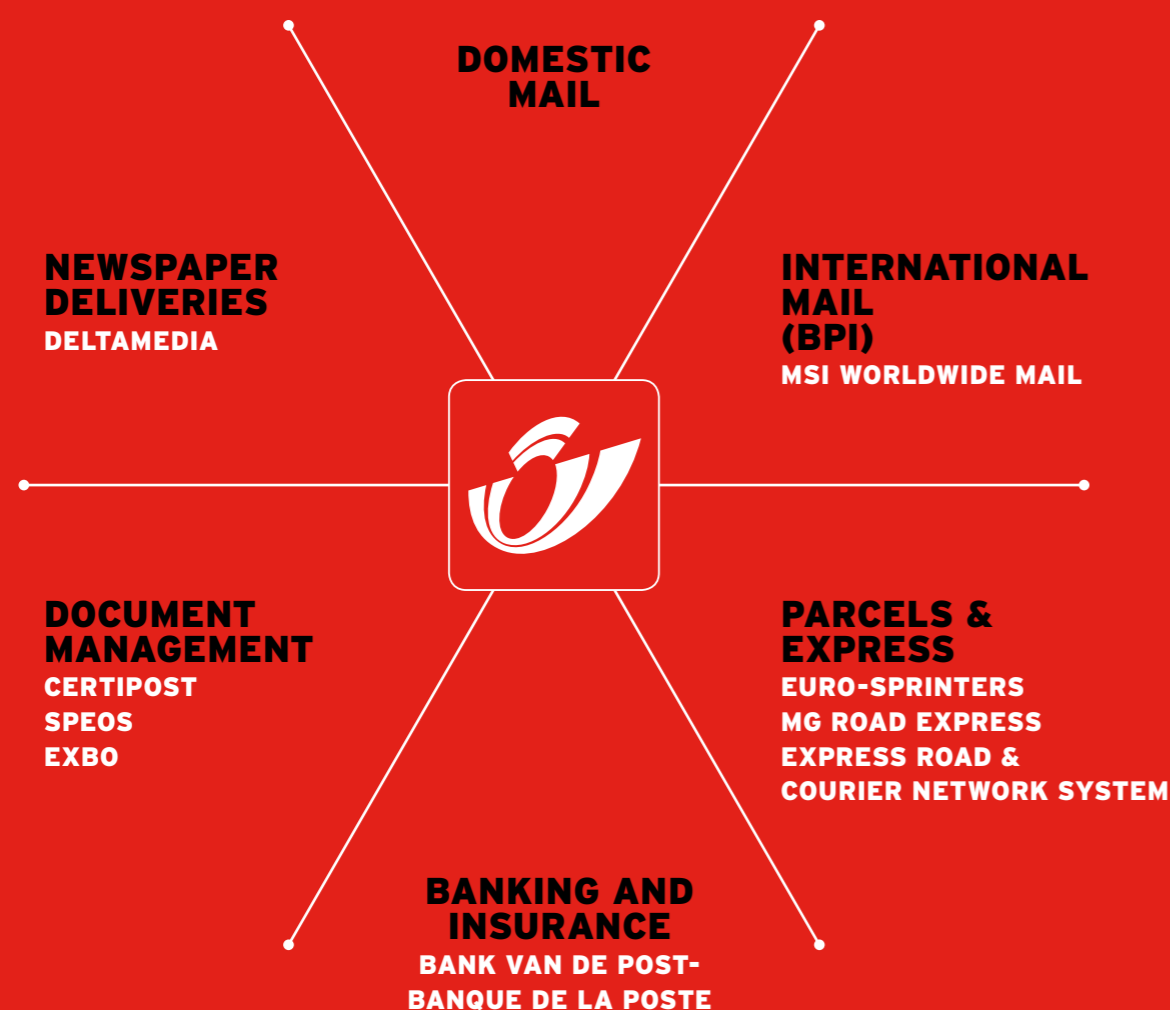 DOMESTIC
MAIL
NEWSPAPER
DELIVERIES
DELTAMEDIA
INTERNATIONAL
MAIL
(BPI)
MSI WORLDWIDE MAIL
DOCUMENT
MANAGEMENT
CERTIPOST
SPEOS
EXBO
PARCELS &
EXPRESS
EURO-SPRINTERS
MG ROAD EXPRESS
EXPRESS ROAD &
COURIER NETWORK SYSTEM
BANKING AND
INSURANCE
BANK VAN DE POST-
BANQUE DE LA POSTE